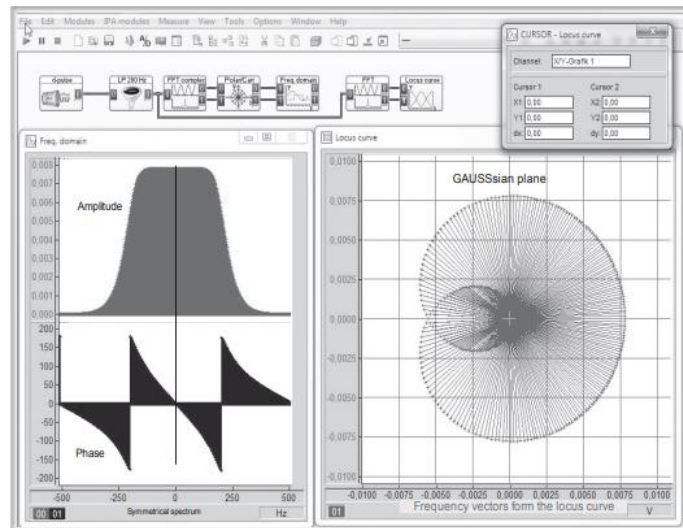 File Edit Modules IPA modules Measure View Tools Options Window Help
CURSOR - Locus curve
Channel: X/Y-Grafik 1
Cursor 1 Cursor 2
X1: 0,00 X2: 0,00
Y1: 0,00 Y2: 0,00
dx: 0,00 dy: 0,00
d-pulse LP 200 Hz FFT complex Polar/Cart Freq. domain FFT Locus curve
Freq. domain
0.008
0.007
0.006
0.005
0.004
0.003
0.002
0.001
0.000
Amplitude
200
150
100
50
0
-50
-100
-150
-200
Phase
-500 -250 0 250 500
00 01 Symmetrical spectrum Hz
Locus curve
GAUSSsian plane
0,0100
0,0075
0,0050
0,0025
0,0000
-0,0025
-0,0050
-0,0075
-0,0100
-0,0100 -0,0075 -0,0050 -0,0025 0,0000 0,0025 0,0050 0,0075 0,0100
01 Frequency vectors form the locus curve V